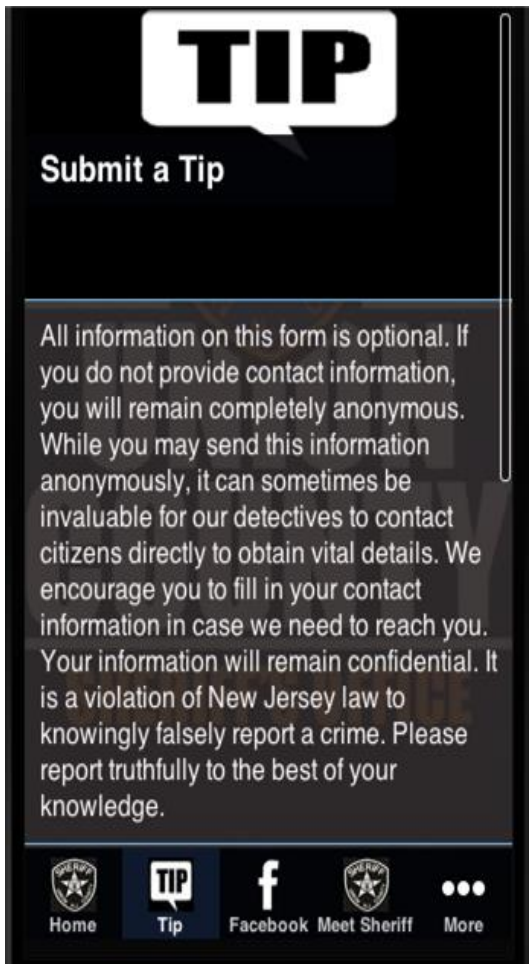 TIP
Submit a Tip
All information on this form is optional. If
you do not provide contact information,
you will remain completely anonymous.
While you may send this information
anonymously, it can sometimes be
invaluable for our detectives to contact
citizens directly to obtain vital details. We
encourage you to fill in your contact
information in case we need to reach you.
Your information will remain confidential. It
is a violation of New Jersey law to
knowingly falsely report a crime. Please
report truthfully to the best of your
knowledge.
UNION
COUNTY
SHERIFF'S OFFICE
SHERIFF TIP f SHERIFF
Home Tip Facebook Meet Sheriff More